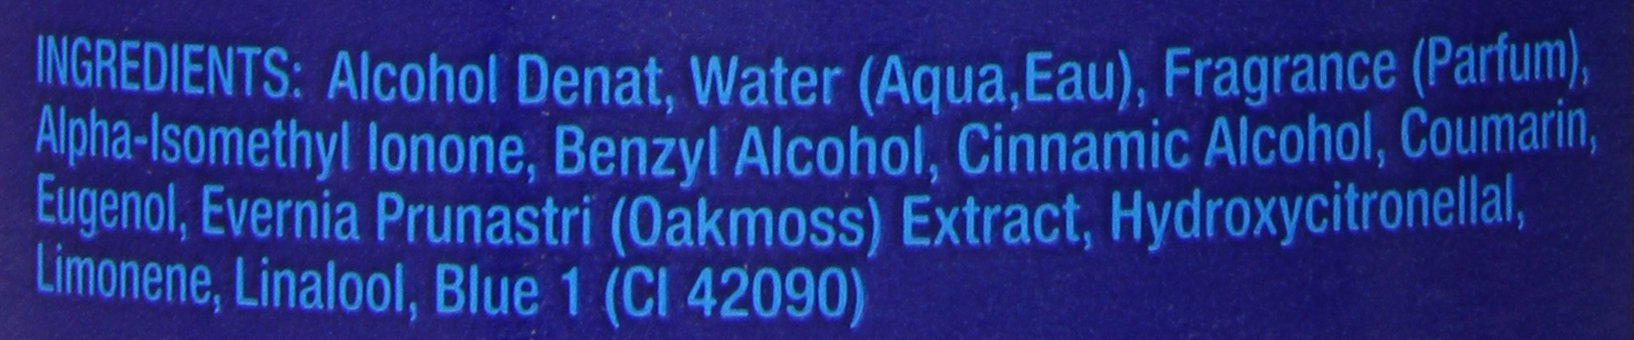 INGREDIENTS: Alcohol Denat, Water (Aqua,Eau), Fragrance (Parfum),
Alpha-Isomethyl Ionone, Benzyl Alcohol, Cinnamic Alcohol, Coumarin,
Eugenol, Evernia Prunastri (Oakmoss) Extract, Hydroxycitronellal,
Limonene, Linalool, Blue 1 (CI 42090)